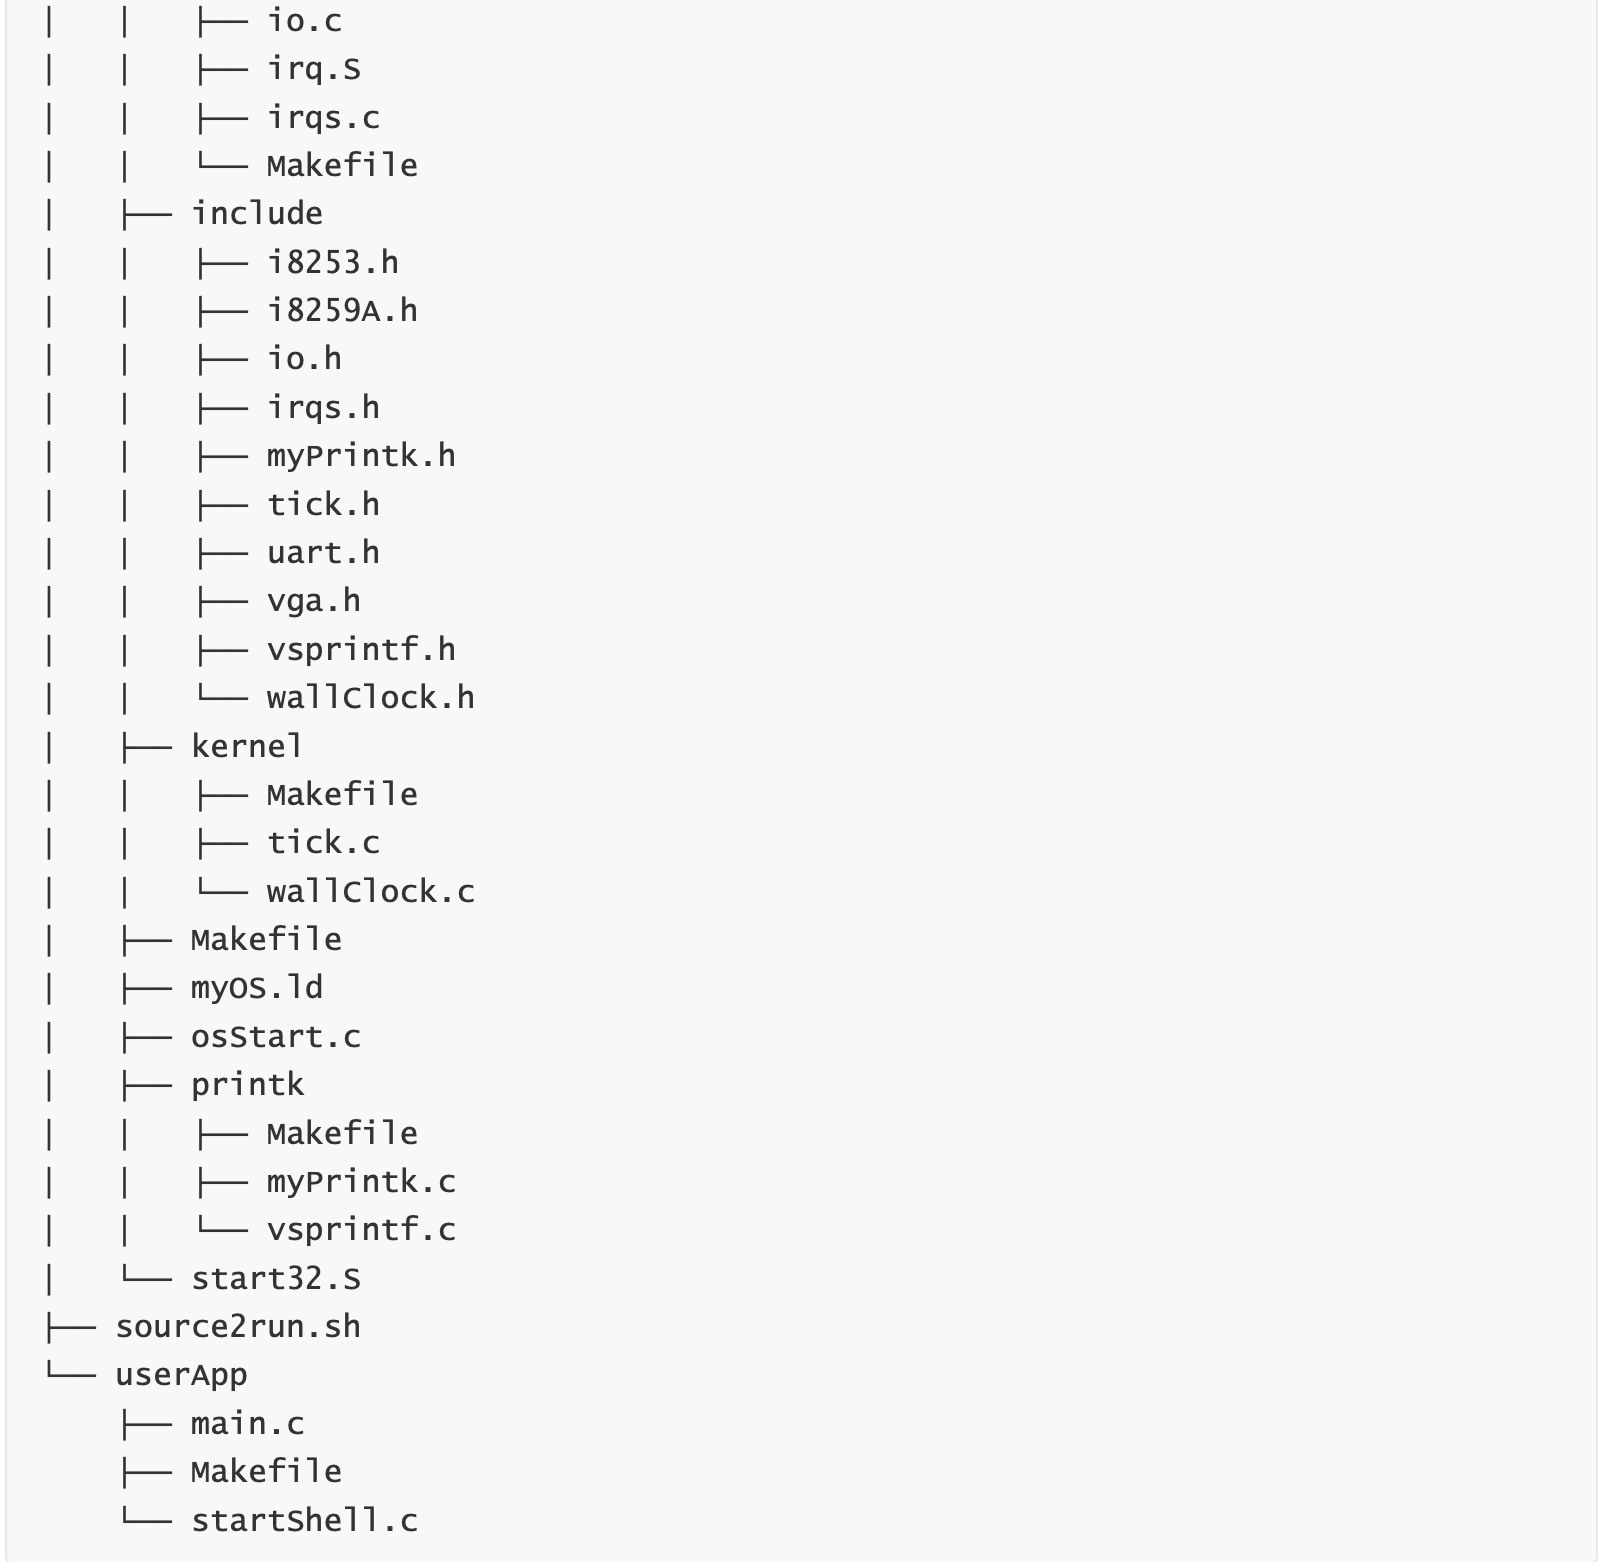 │   │   ├── io.c
│   │   ├── irq.S
│   │   ├── irqs.c
│   │   └── Makefile
│   ├── include
│   │   ├── i8253.h
│   │   ├── i8259A.h
│   │   ├── io.h
│   │   ├── irqs.h
│   │   ├── myPrintk.h
│   │   ├── tick.h
│   │   ├── uart.h
│   │   ├── vga.h
│   │   ├── vsprintf.h
│   │   └── wallClock.h
│   ├── kernel
│   │   ├── Makefile
│   │   ├── tick.c
│   │   └── wallClock.c
│   ├── Makefile
│   ├── myOS.ld
│   ├── osStart.c
│   ├── printk
│   │   ├── Makefile
│   │   ├── myPrintk.c
│   │   └── vsprintf.c
│   └── start32.S
├── source2run.sh
└── userApp
    ├── main.c
    ├── Makefile
    └── startShell.c